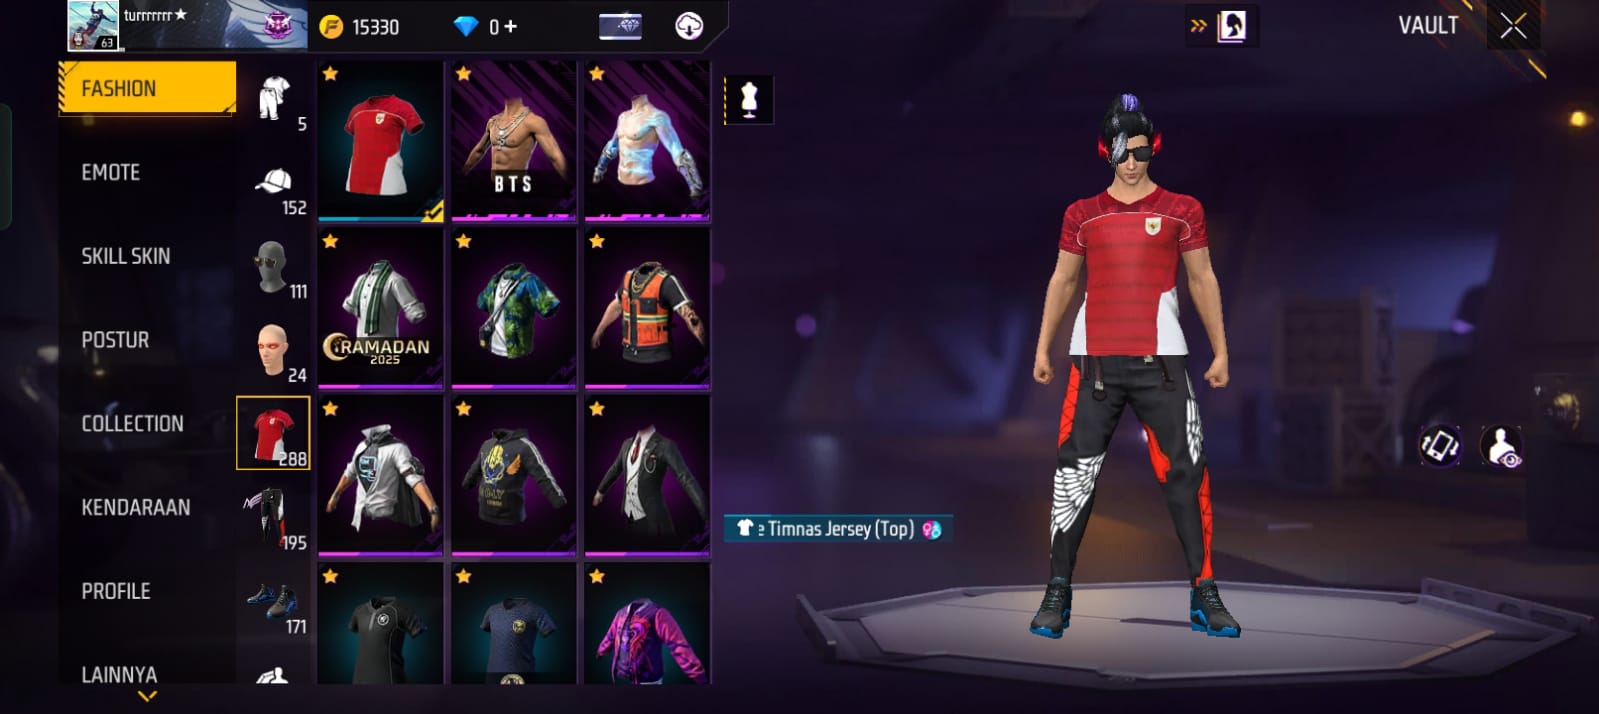 turrrrrrr★
63
15330
0 +
VAULT
FASHION
5
EMOTE
152
SKILL SKIN
111
POSTUR
24
COLLECTION
288
KENDARAAN
195
PROFILE
171
LAINNYA
BTS
RAMADAN
2025
e Timnas Jersey (Top)